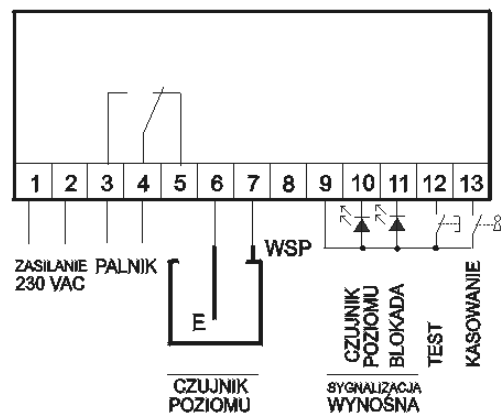 1 2 3 4 5 6 7 8 9 10 11 12 13
ZASILANIE
230 VAC
PALNIK
WSP
E
CZUJNIK
POZIOMU
CZUJNIK
POZIOMU
BLOKADA
TEST
KASOWANIE
SYGNALIZACJA
WYNOŚNA